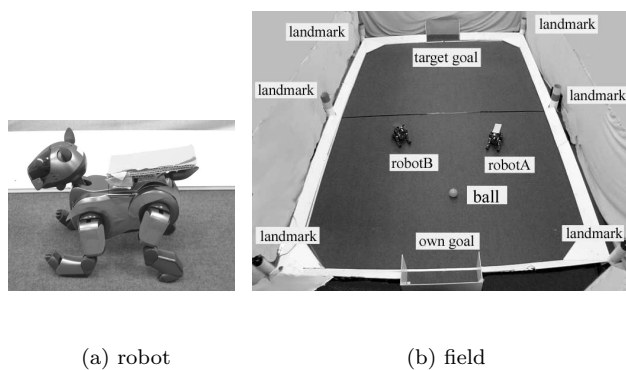 landmark
landmark
target goal
landmark
landmark
robotB
robotA
ball
landmark
own goal
landmark
(a) robot
(b) field